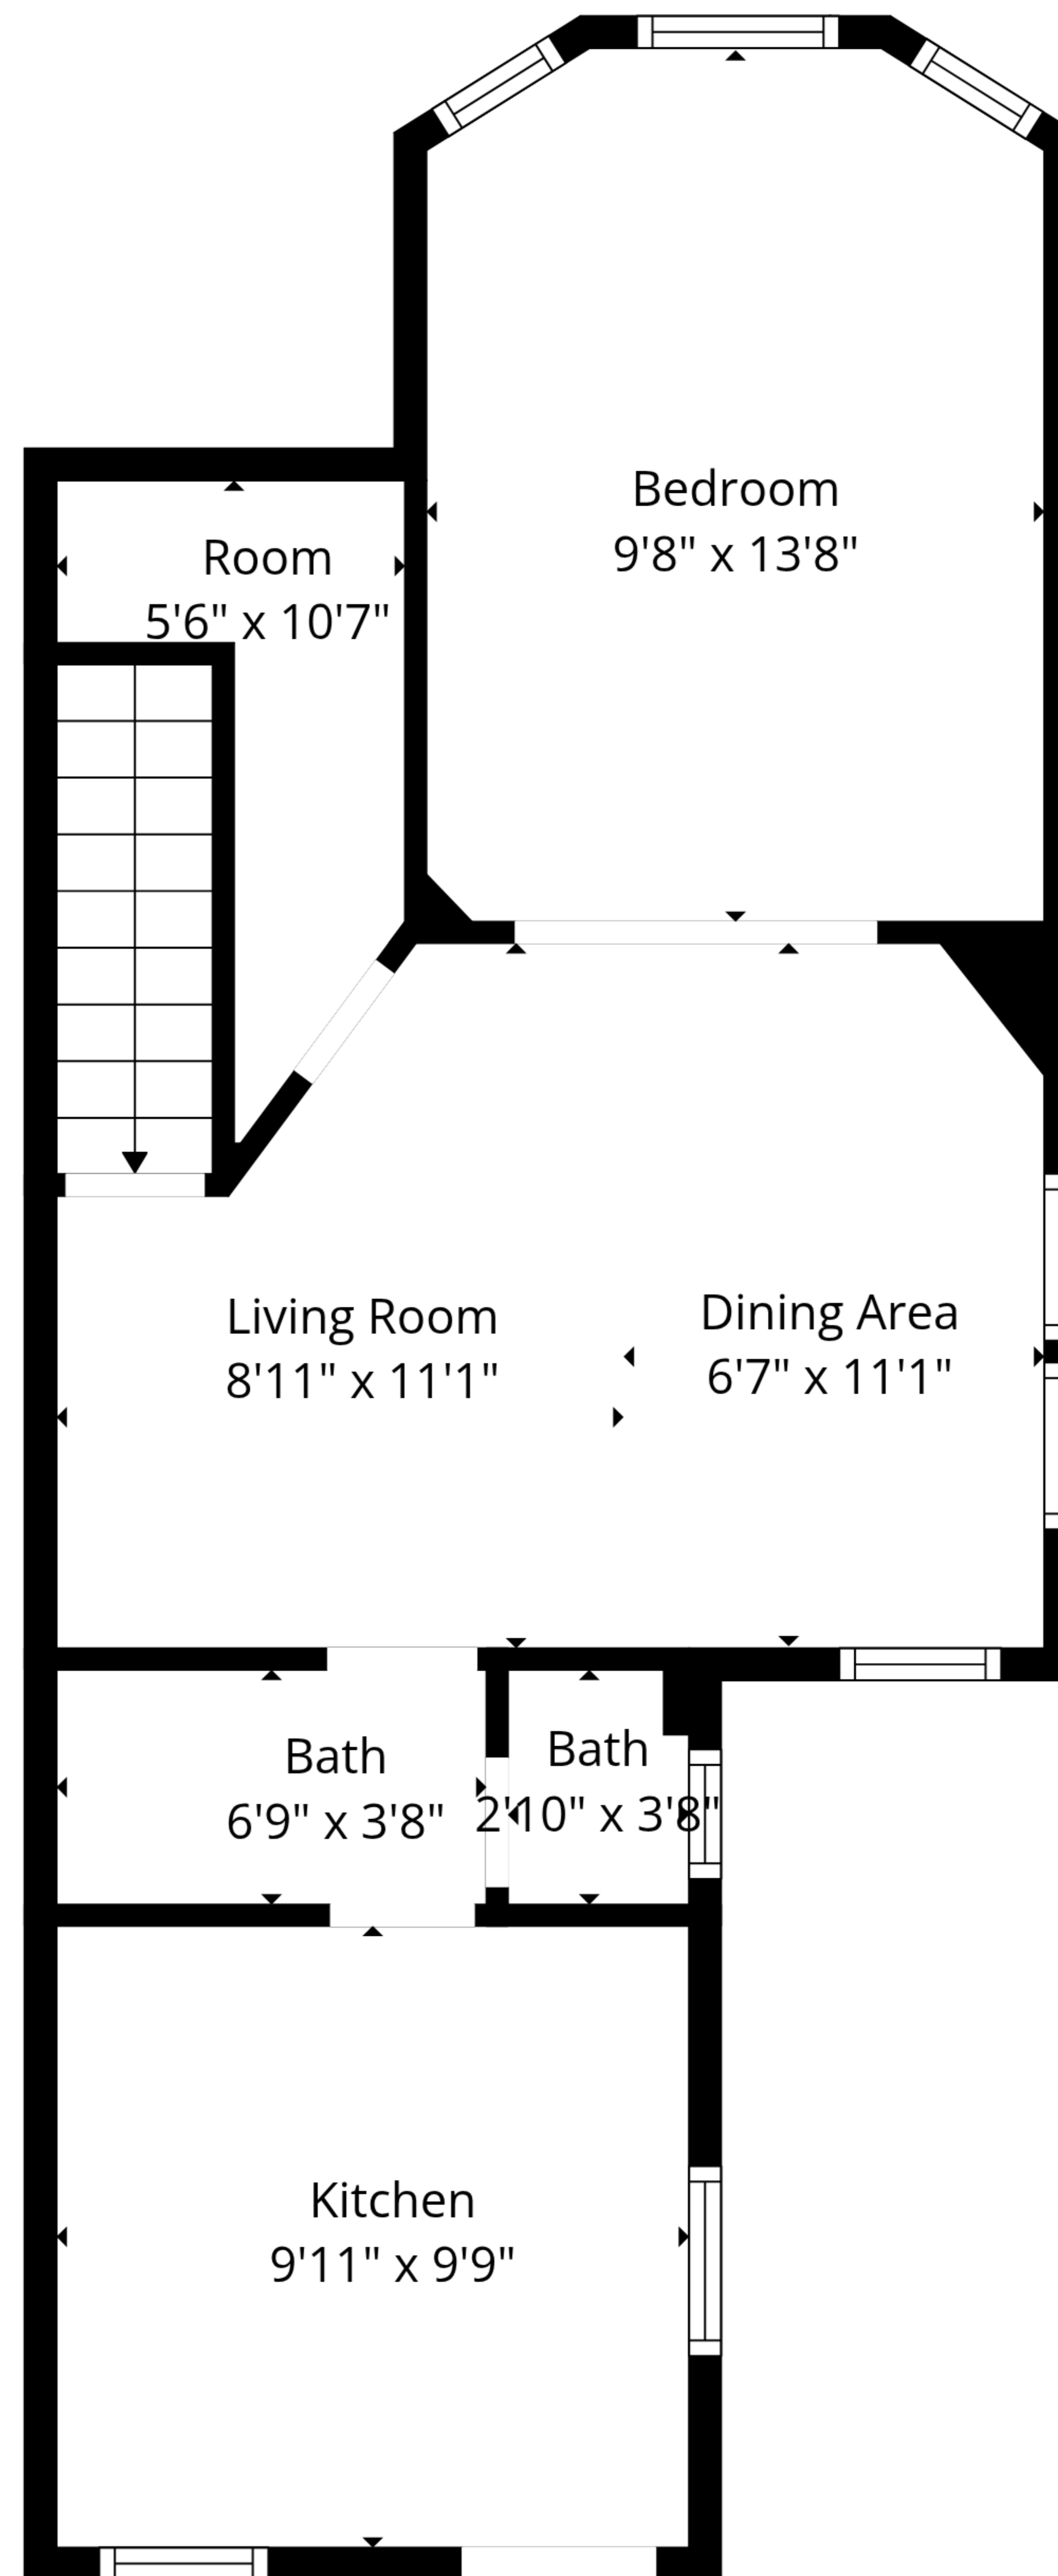 Bedroom
9'8" x 13'8"
Room
5'6" x 10'7"
Living Room
8'11" x 11'1"
Dining Area
6'7" x 11'1"
Bath
6'9" x 3'8"
Bath
2'10" x 3'8"
Kitchen
9'11" x 9'9"